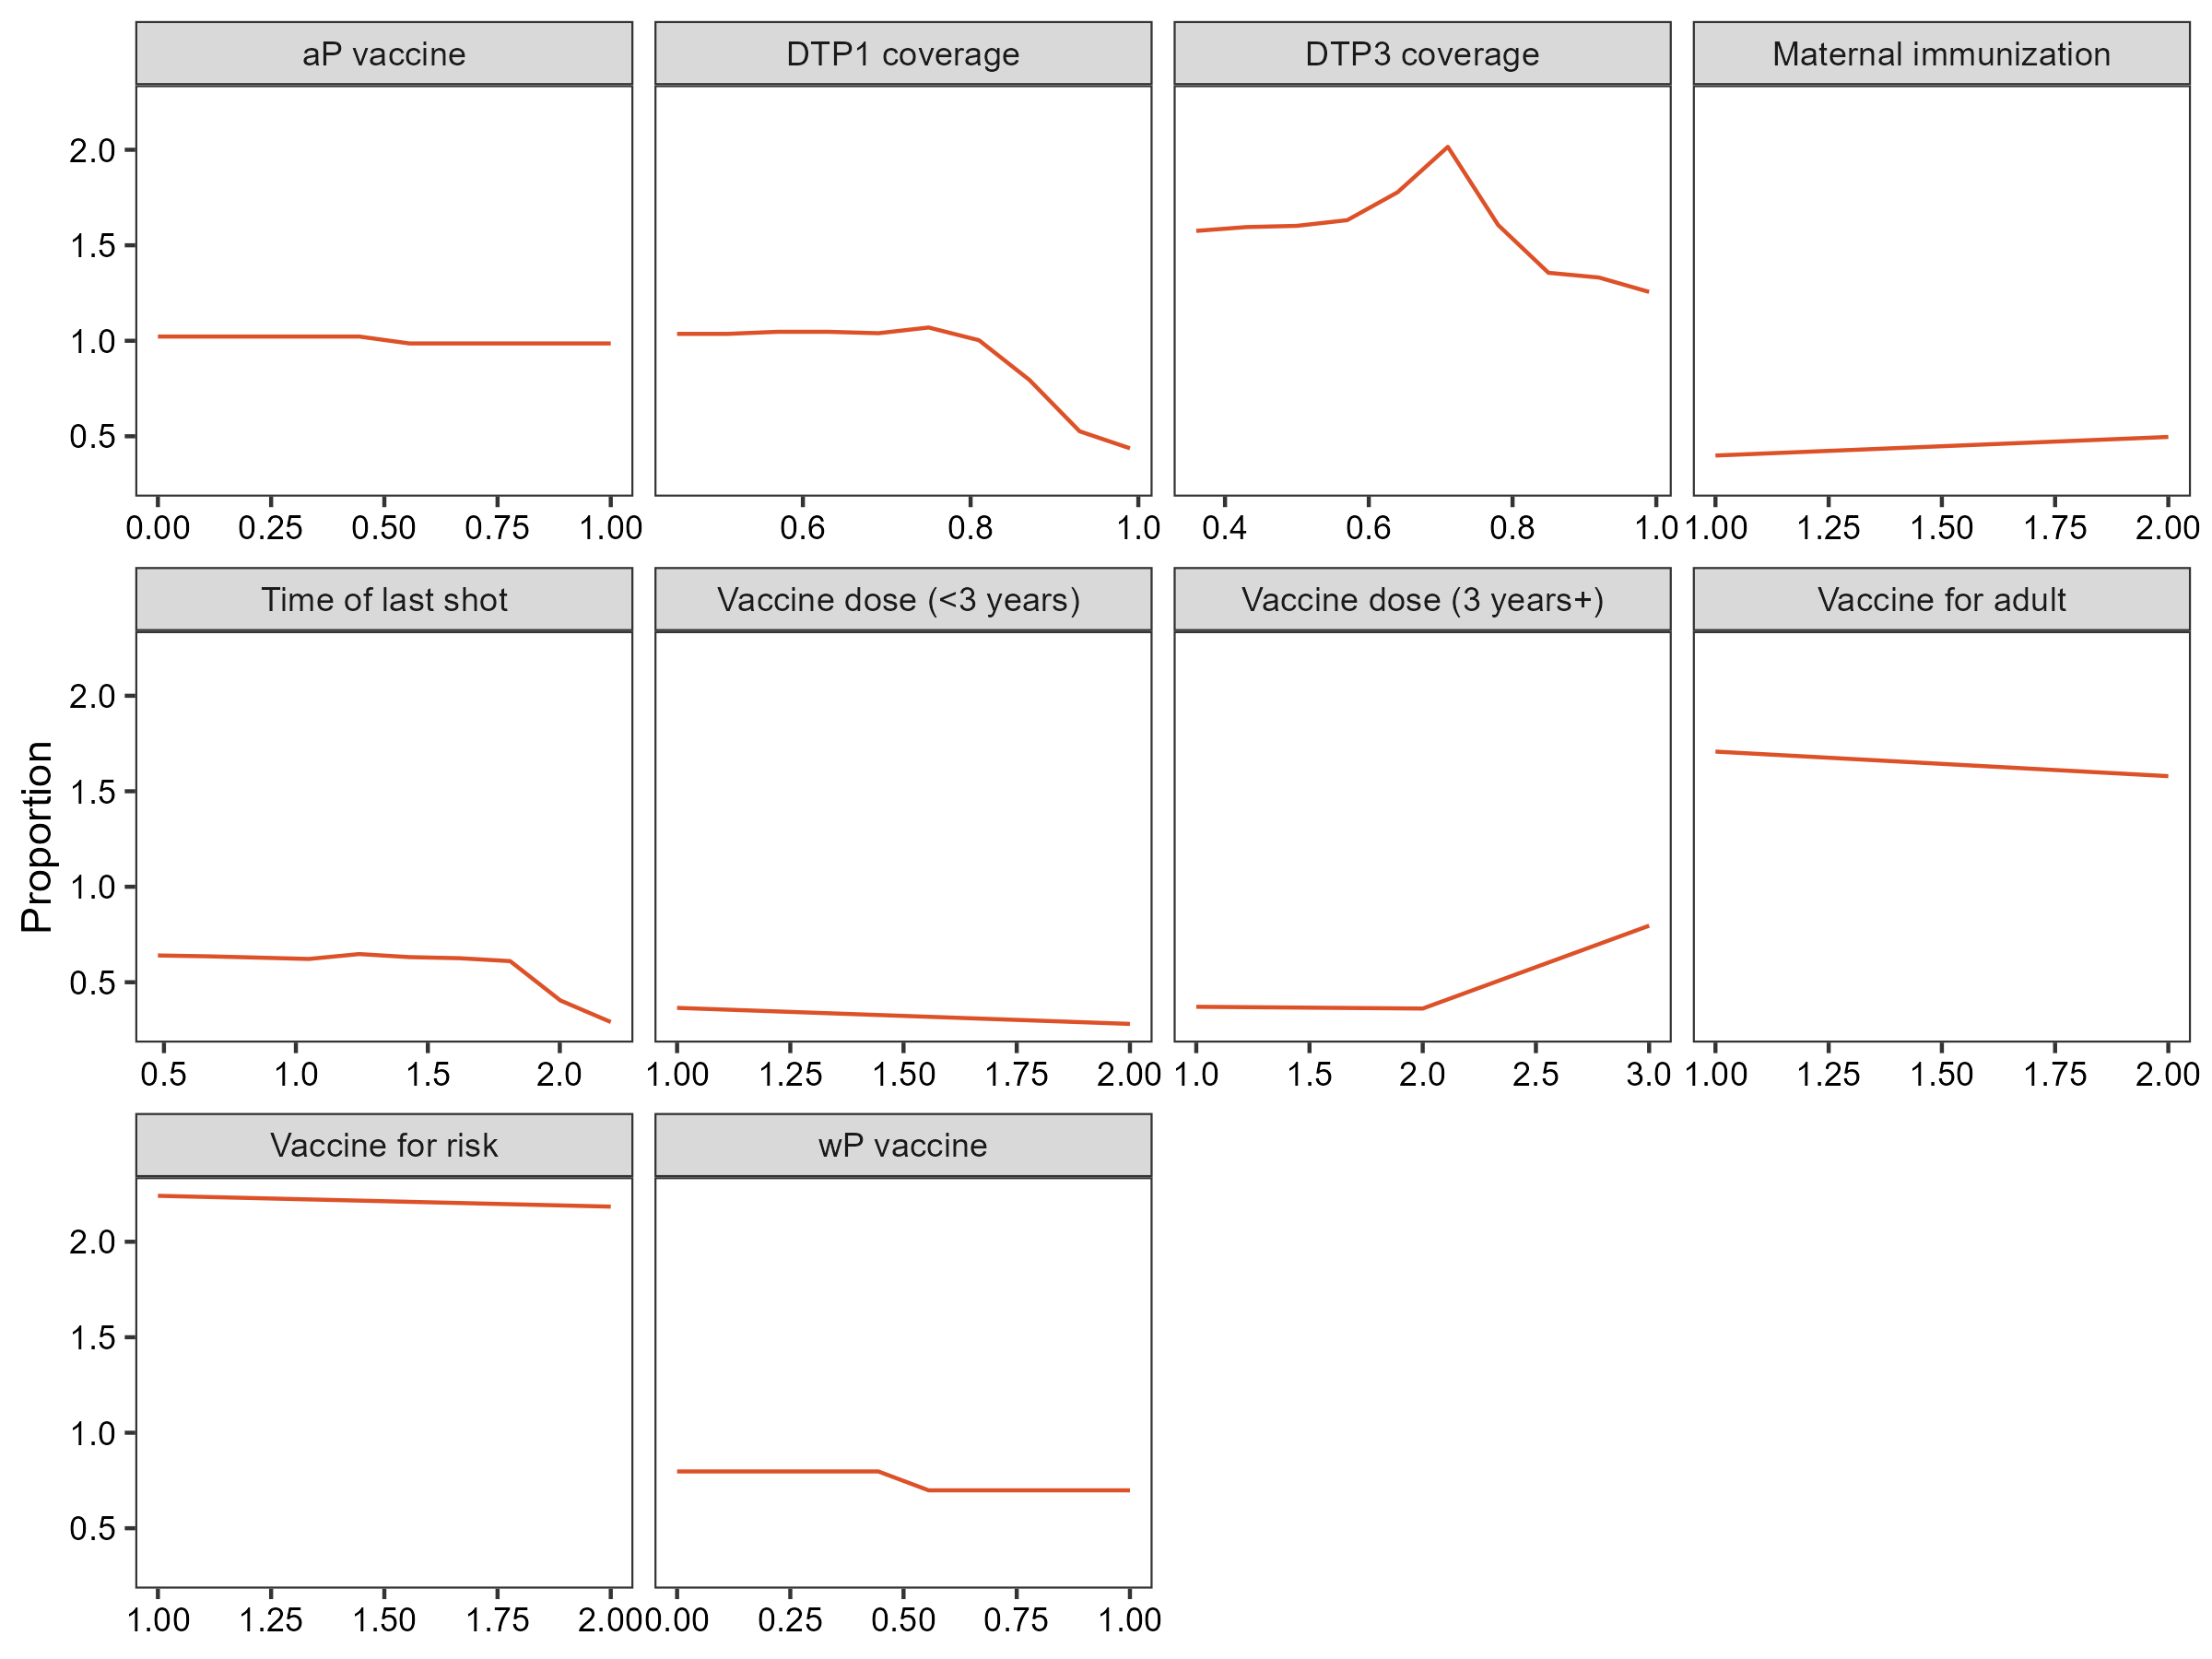 aP vaccine
DTP1 coverage
DTP3 coverage
Maternal immunization
2.0
1.5
1.0
0.5
0.00 0.25 0.50 0.75 1.00
0.6 0.8 1.0
0.4 0.6 0.8 1.0
1.00 1.25 1.50 1.75 2.00
Time of last shot
Vaccine dose (<3 years)
Vaccine dose (3 years+)
Vaccine for adult
Proportion
2.0
1.5
1.0
0.5
0.5 1.0 1.5 2.0
1.00 1.25 1.50 1.75 2.00
1.0 1.5 2.0 2.5 3.0
1.00 1.25 1.50 1.75 2.00
Vaccine for risk
wP vaccine
2.0
1.5
1.0
0.5
1.00 1.25 1.50 1.75 2.00
0.00 0.25 0.50 0.75 1.00